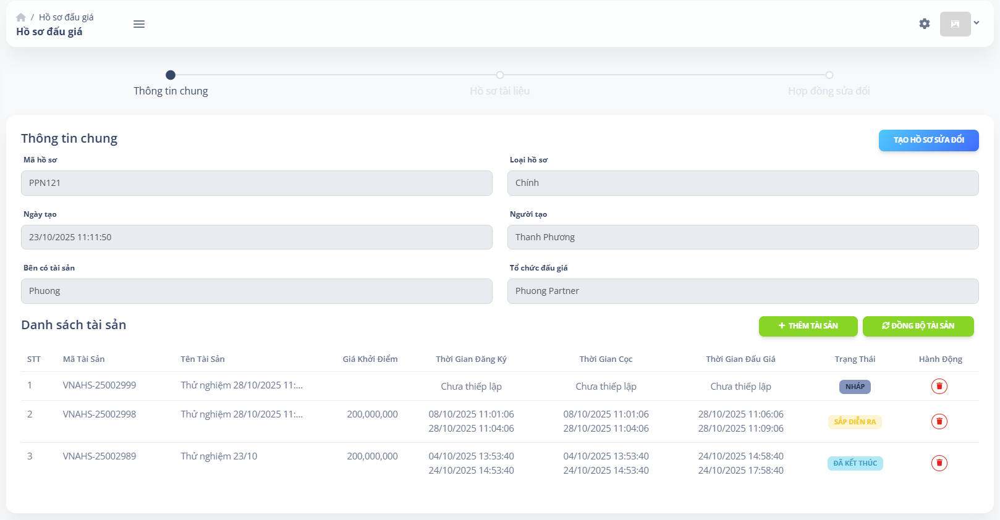 / Hồ sơ đấu giá
Hồ sơ đấu giá
Thông tin chung
Hồ sơ tài liệu
Hợp đồng sửa đổi
Thông tin chung
TẠO HỒ SƠ SỬA ĐỔI
Mã hồ sơ
Loại hồ sơ
PPN121
Chính
Ngày tạo
Người tạo
23/10/2025 11:11:50
Thanh Phương
Bên có tài sản
Tổ chức đấu giá
Phuong
Phuong Partner
Danh sách tài sản
+ THÊM TÀI SẢN
ĐỒNG BỘ TÀI SẢN
STT Mã Tài Sản Tên Tài Sản Giá Khởi Điểm Thời Gian Đăng Ký Thời Gian Cọc Thời Gian Đấu Giá Trạng Thái Hành Động
1 VNAHS-25002999 Thử nghiệm 28/10/2025 11:... Chưa thiếp lập Chưa thiếp lập Chưa thiếp lập NHÁP
2 VNAHS-25002998 Thử nghiệm 28/10/2025 11:... 200,000,000 08/10/2025 11:01:06 08/10/2025 11:01:06 28/10/2025 11:06:06
28/10/2025 11:04:06 28/10/2025 11:04:06 28/10/2025 11:09:06 SẮP DIỄN RA
3 VNAHS-25002989 Thử nghiệm 23/10 200,000,000 04/10/2025 13:53:40 04/10/2025 13:53:40 24/10/2025 14:58:40
24/10/2025 14:53:40 24/10/2025 14:53:40 24/10/2025 17:58:40 ĐÃ KẾT THÚC